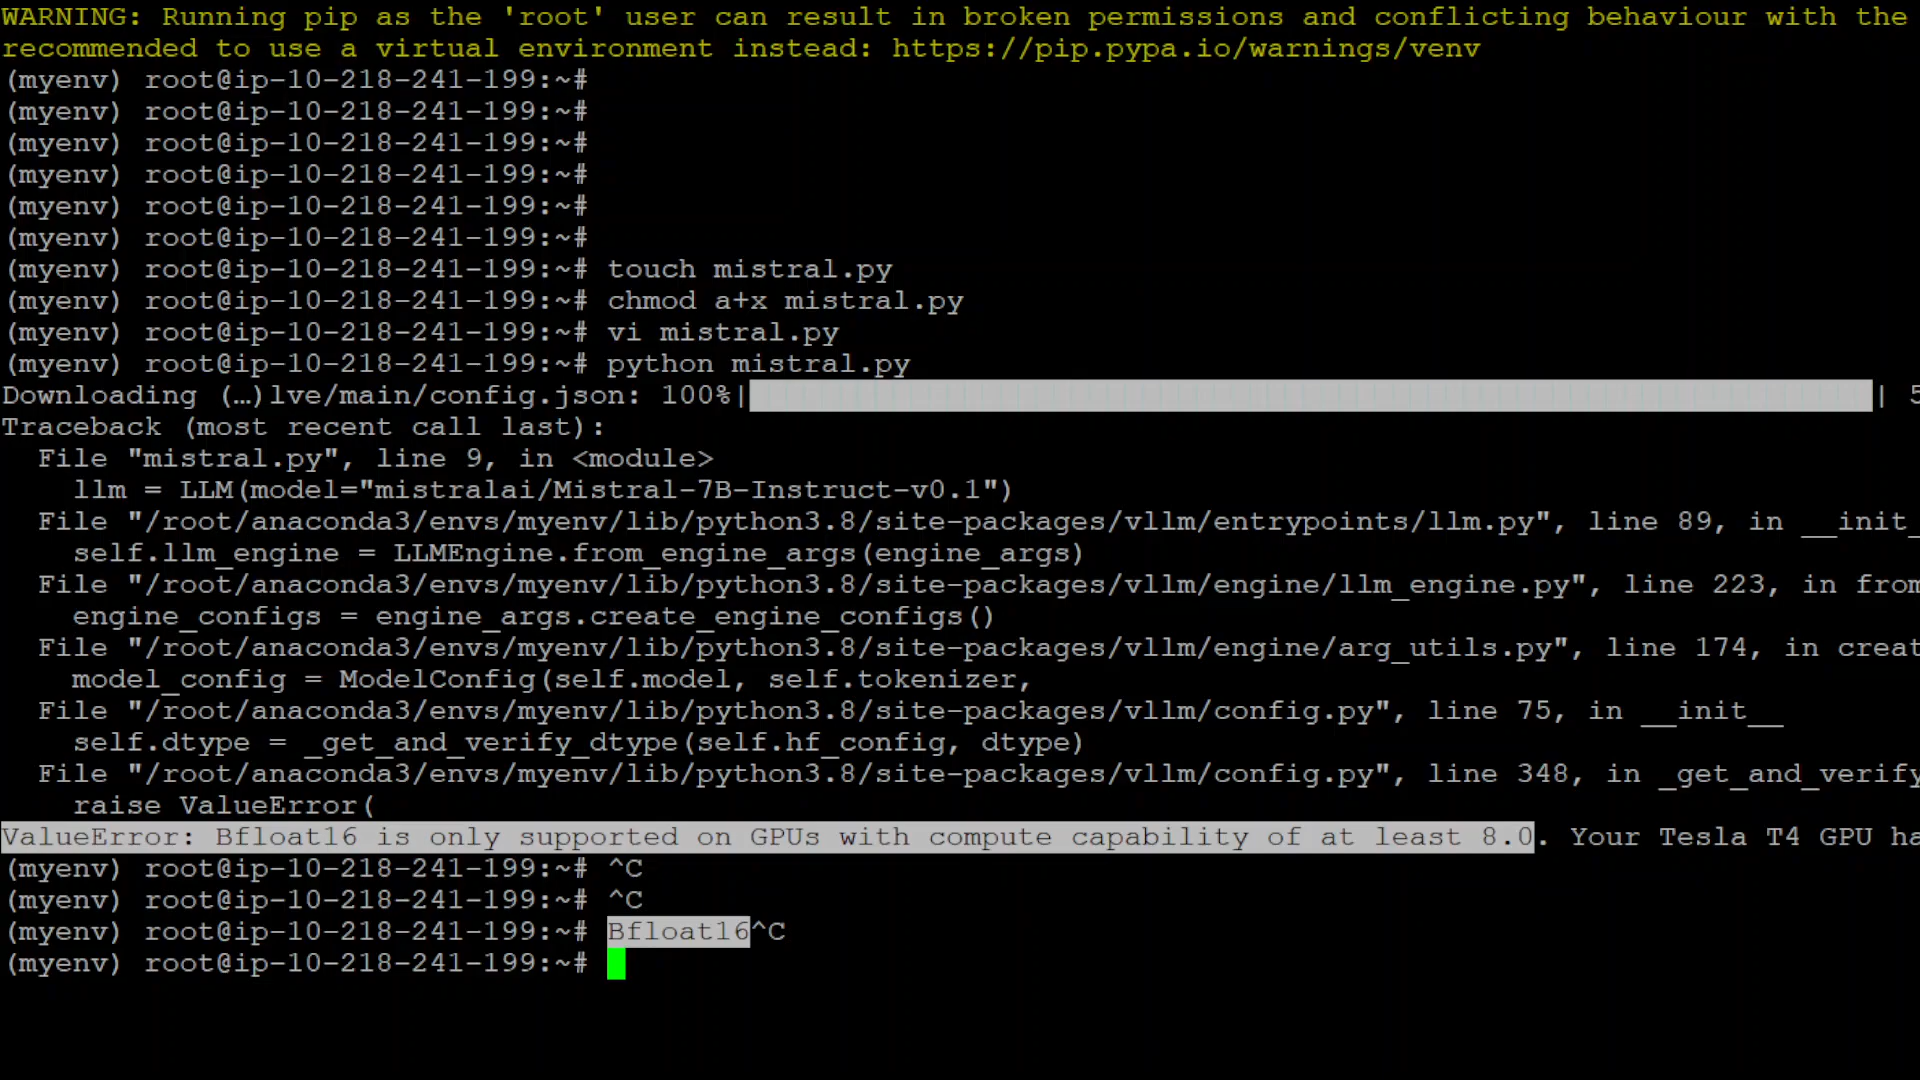 WARNING: Running pip as the 'root' user can result in broken permissions and conflicting behaviour with the
recommended to use a virtual environment instead: https://pip.pypa.io/warnings/venv
(myenv) root@ip-10-218-241-199:~#
(myenv) root@ip-10-218-241-199:~#
(myenv) root@ip-10-218-241-199:~#
(myenv) root@ip-10-218-241-199:~#
(myenv) root@ip-10-218-241-199:~#
(myenv) root@ip-10-218-241-199:~#
(myenv) root@ip-10-218-241-199:~# touch mistral.py
(myenv) root@ip-10-218-241-199:~# chmod a+x mistral.py
(myenv) root@ip-10-218-241-199:~# vi mistral.py
(myenv) root@ip-10-218-241-199:~# python mistral.py
Downloading (…)lve/main/config.json: 100%| | 5
Traceback (most recent call last):
  File "mistral.py", line 9, in <module>
    llm = LLM(model="mistralai/Mistral-7B-Instruct-v0.1")
  File "/root/anaconda3/envs/myenv/lib/python3.8/site-packages/vllm/entrypoints/llm.py", line 89, in __init_
    self.llm_engine = LLMEngine.from_engine_args(engine_args)
  File "/root/anaconda3/envs/myenv/lib/python3.8/site-packages/vllm/engine/llm_engine.py", line 223, in from
    engine_configs = engine_args.create_engine_configs()
  File "/root/anaconda3/envs/myenv/lib/python3.8/site-packages/vllm/engine/arg_utils.py", line 174, in creat
    model_config = ModelConfig(self.model, self.tokenizer,
  File "/root/anaconda3/envs/myenv/lib/python3.8/site-packages/vllm/config.py", line 75, in __init__
    self.dtype = _get_and_verify_dtype(self.hf_config, dtype)
  File "/root/anaconda3/envs/myenv/lib/python3.8/site-packages/vllm/config.py", line 348, in _get_and_verify
    raise ValueError(
ValueError: Bfloat16 is only supported on GPUs with compute capability of at least 8.0. Your Tesla T4 GPU ha
(myenv) root@ip-10-218-241-199:~# ^C
(myenv) root@ip-10-218-241-199:~# ^C
(myenv) root@ip-10-218-241-199:~# Bfloat16^C
(myenv) root@ip-10-218-241-199:~#